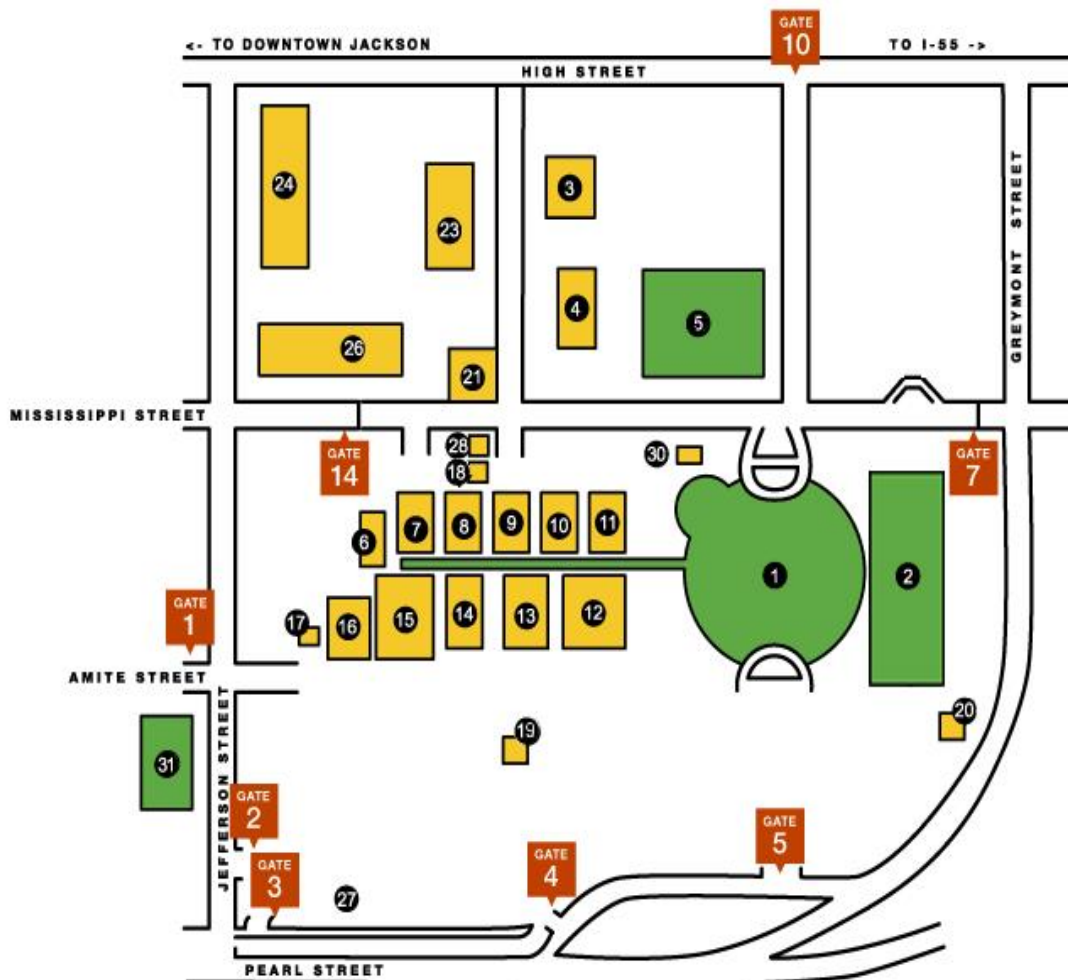 GATE
10
<- TO DOWNTOWN JACKSON
TO I-55 ->
HIGH STREET
24
3
23
GREYMONT STREET
4
5
26
21
MISSISSIPPI STREET
GATE
14
28
18
30
GATE
7
7
8
9
10
11
6
1
2
GATE
1
17
16
15
14
13
12
AMITE STREET
JEFFERSON STREET
31
19
20
GATE
2
GATE
3
27
GATE
4
GATE
5
PEARL STREET